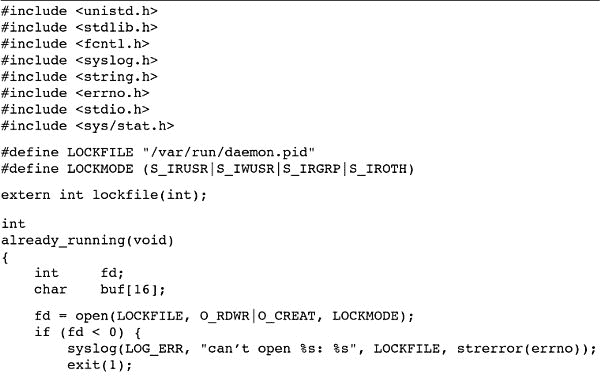 #include <unistd.h>
#include <stdlib.h>
#include <fcntl.h>
#include <syslog.h>
#include <string.h>
#include <errno.h>
#include <stdio.h>
#include <sys/stat.h>
#define LOCKFILE "/var/run/daemon.pid"
#define LOCKMODE (S_IRUSR|S_IWUSR|S_IRGRP|S_IROTH)
extern int lockfile(int);
int
already_running(void)
{
    int     fd;
    char    buf[16];
    fd = open(LOCKFILE, O_RDWR|O_CREAT, LOCKMODE);
    if (fd < 0) {
        syslog(LOG_ERR, "can't open %s: %s", LOCKFILE, strerror(errno));
        exit(1);